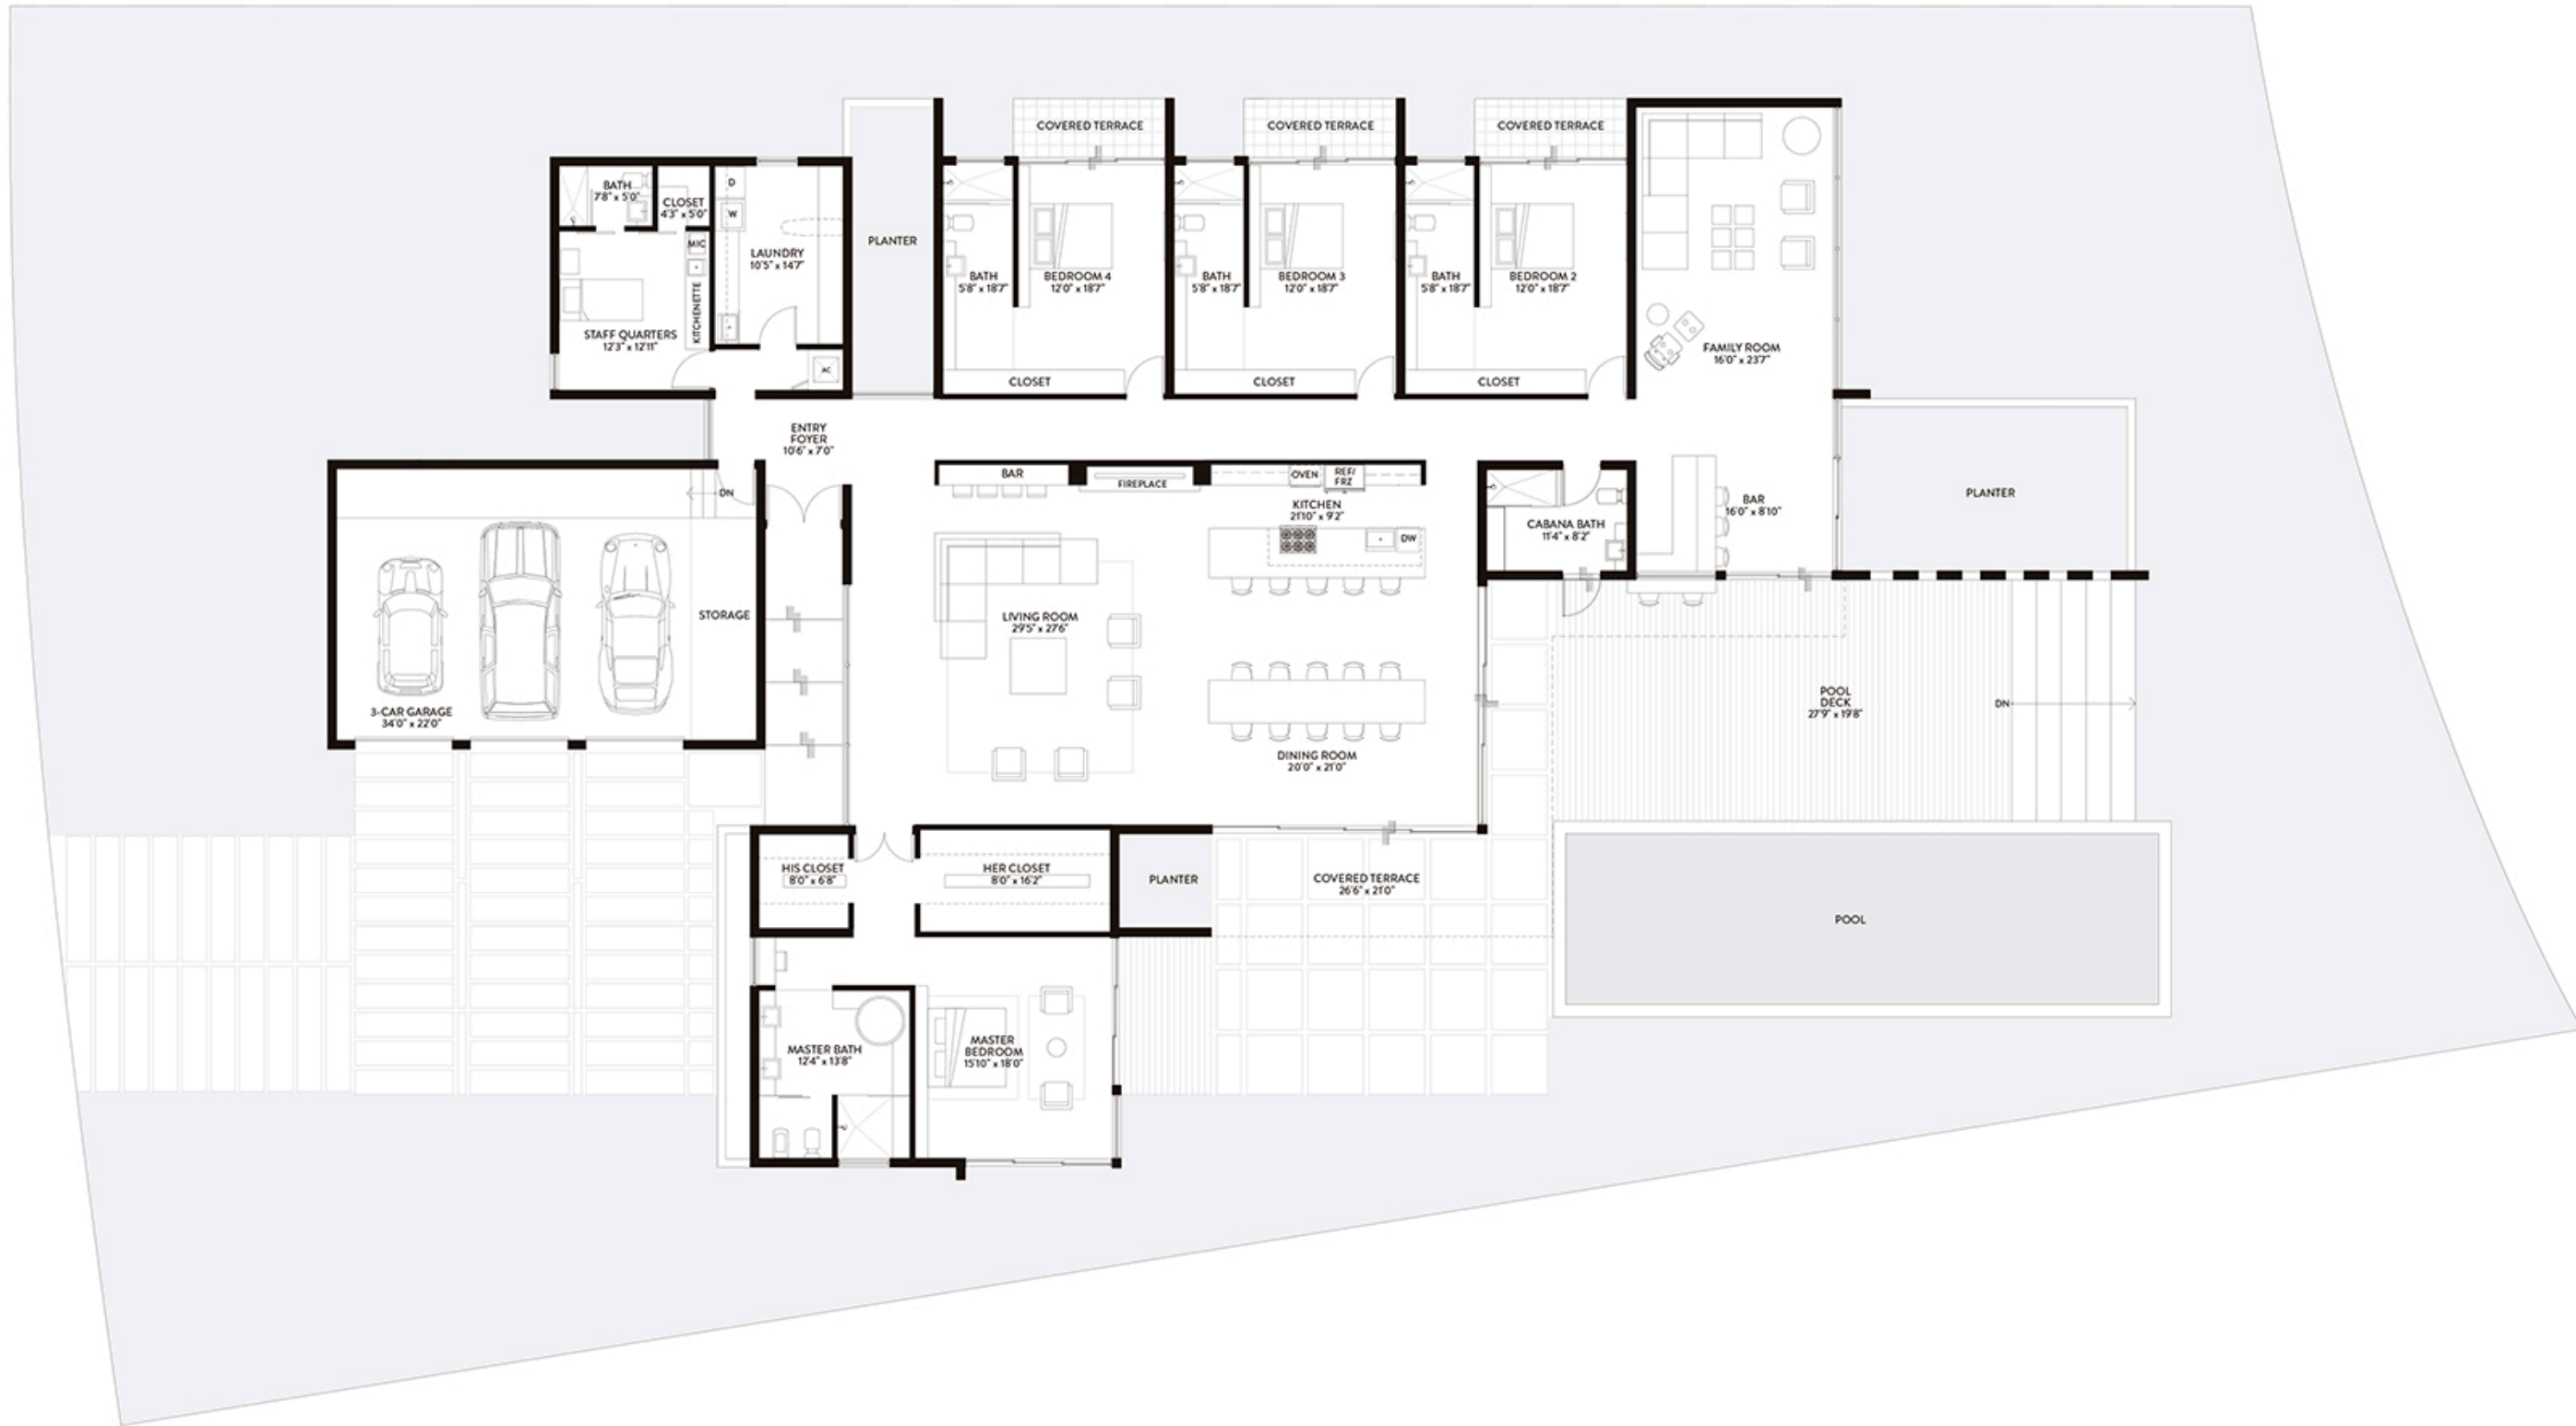 COVERED TERRACE
COVERED TERRACE
COVERED TERRACE
BATH
7'8" x 5'0"
CLOSET
4'3" x 5'0"
D
W
MIC
KITCHENETTE
LAUNDRY
10'5" x 14'7"
STAFF QUARTERS
12'3" x 12'11"
AC
PLANTER
BATH
5'8" x 18'7"
BEDROOM 4
12'0" x 18'7"
CLOSET
BATH
5'8" x 18'7"
BEDROOM 3
12'0" x 18'7"
CLOSET
BATH
5'8" x 18'7"
BEDROOM 2
12'0" x 18'7"
CLOSET
FAMILY ROOM
16'0" x 23'7"
ENTRY
FOYER
10'6" x 7'0"
DN
BAR
FIREPLACE
OVEN
REF/
FRZ
KITCHEN
21'10" x 9'2"
DW
CABANA BATH
11'4" x 8'2"
BAR
16'0" x 8'10"
PLANTER
STORAGE
3-CAR GARAGE
34'0" x 22'0"
LIVING ROOM
29'5" x 27'6"
DINING ROOM
20'0" x 21'0"
POOL
DECK
27'9" x 19'8"
DN
HIS CLOSET
8'0" x 6'8"
HER CLOSET
8'0" x 16'2"
PLANTER
COVERED TERRACE
26'6" x 21'0"
POOL
MASTER BATH
12'4" x 13'8"
MASTER
BEDROOM
15'10" x 18'0"